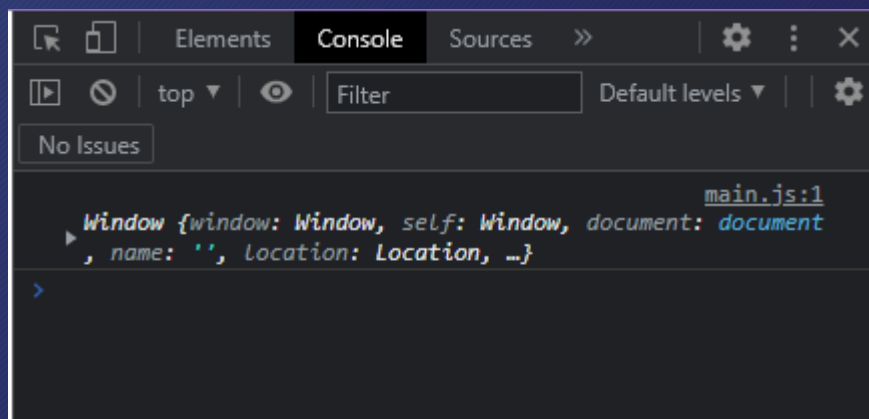 Elements Console Sources »
top ▼ Filter Default levels ▼
No Issues
main.js:1
Window {window: Window, self: Window, document: document
, name: '', location: Location, …}
>